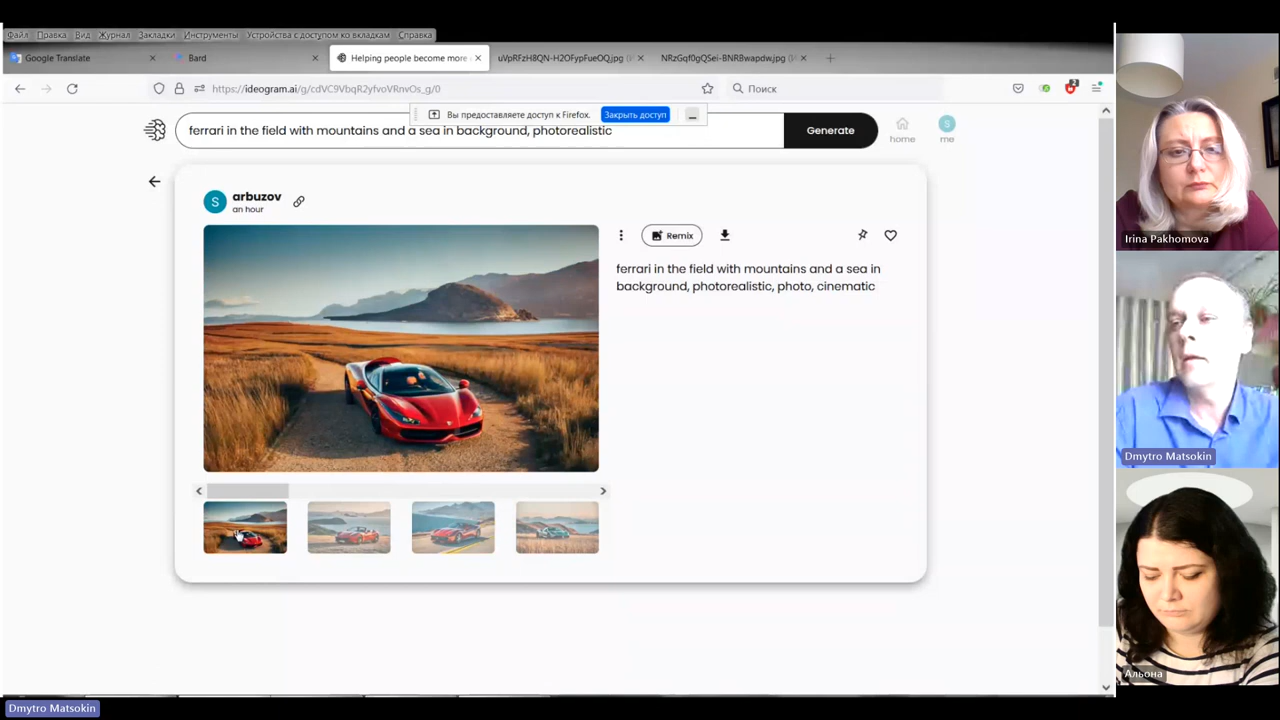 Файл Правка Вид Журнал Закладки Инструменты Устройства с доступом ко вкладкам Справка
Google Translate
Bard
Helping people become more
uVpRFzH8QN-H2OFypFueOQ.jpg (
NRzGqf0gQSei-BNRBwapdw.jpg (
https://ideogram.ai/g/
Поиск
2
Вы предоставляете доступ к Firefox.
Закрыть доступ
ferrari in the field with mountains and a sea in background, photorealistic
Generate
home
S
me
S
arbuzov
an hour
Remix
ferrari in the field with mountains and a sea in
background, photorealistic, photo, cinematic
Irina Pakhomova
Dmytro Matsokin
Альона
Dmytro Matsokin